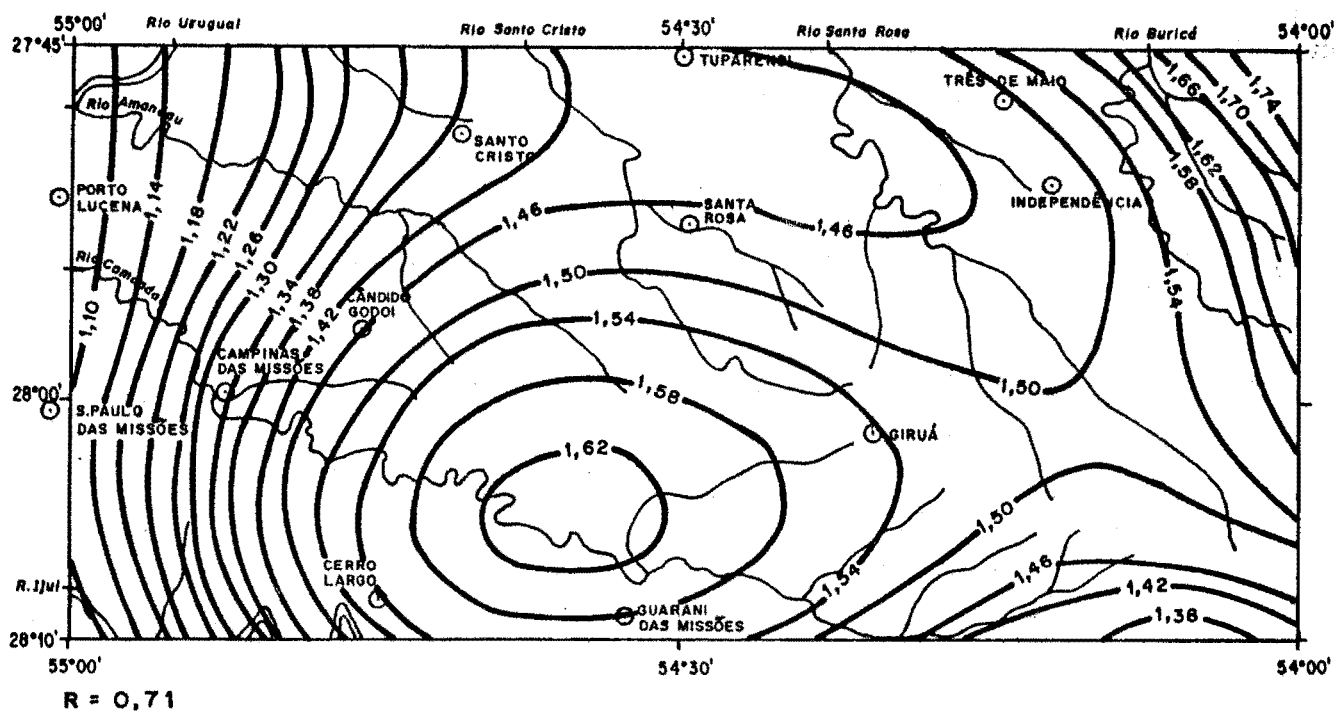 55°00'
Rio Uruguai
Rio Santo Cristo
54°30'
Rio Santa Rosa
Rio Buricá
54°00'
27°45'
TUPARENDI
TRÊS DE MAIO
1,66
1,70
1,74
Rio Amandau
SANTO
CRISTO
1,62
1,58
PORTO
LUCENA
1,14
1,18
1,22
1,26
1,30
1,34
1,38
1,42
1,46
SANTA
ROSA
1,46
INDEPENDÊNCIA
Rio Comanda
1,10
1,50
1,54
1,54
CÂNDIDO
GODOI
CAMPINAS
DAS MISSÕES
28°00'
1,58
1,50
S.PAULO
DAS MISSÕES
GIRUÁ
1,62
1,50
CERRO
LARGO
1,54
1,46
1,42
1,38
R. IJuí
GUARANI
DAS MISSÕES
28°10'
55°00'
54°30'
54°00'
R = 0,71